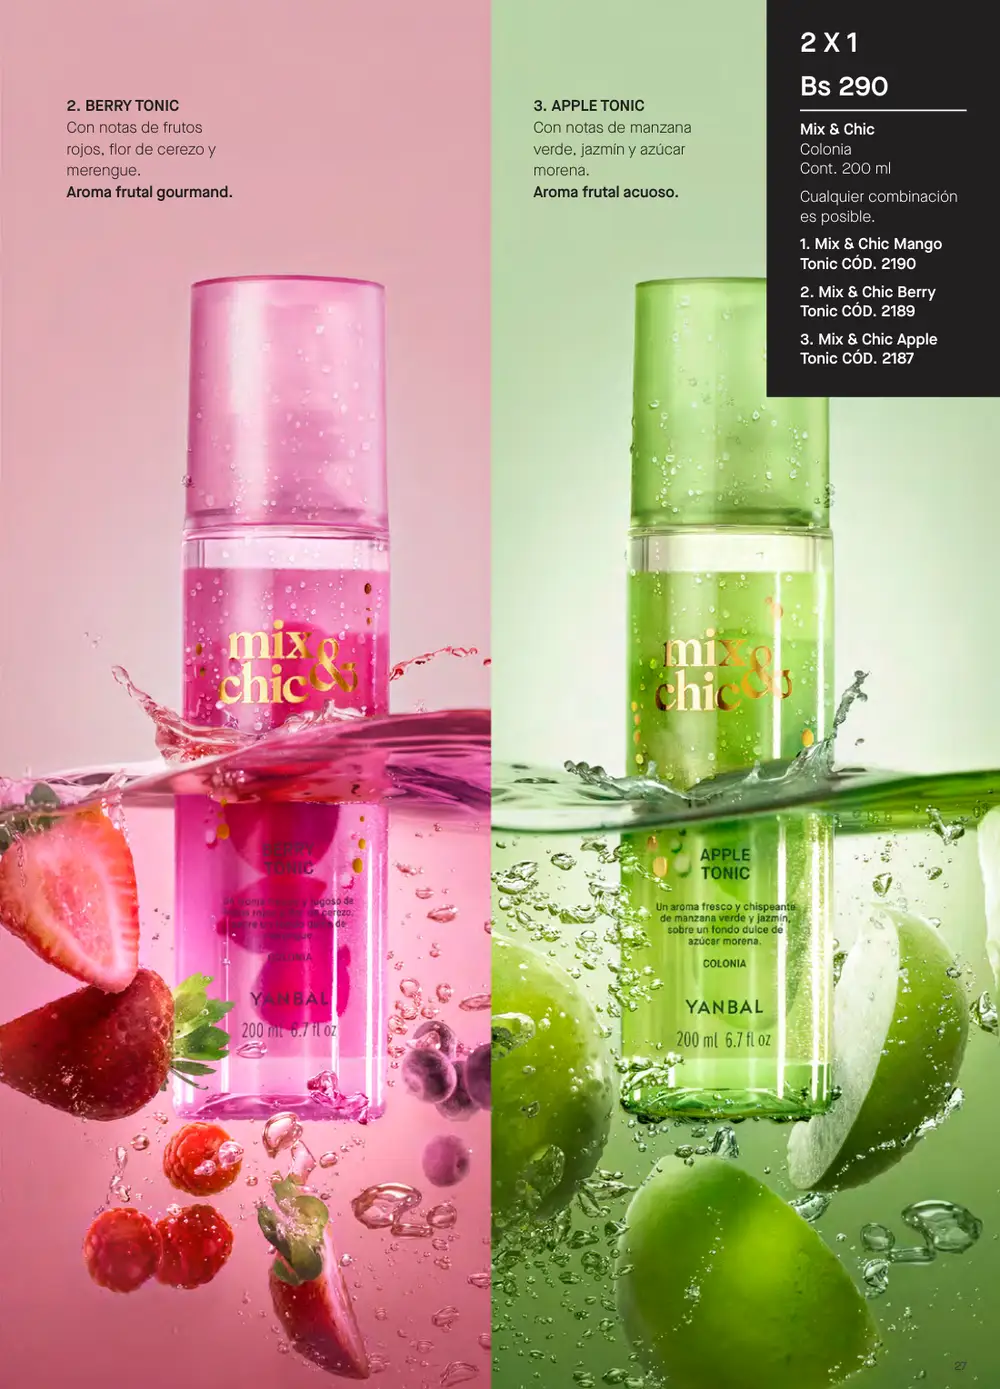 2. BERRY TONIC
Con notas de frutos
rojos, flor de cerezo y
merengue.
Aroma frutal gourmand.
3. APPLE TONIC
Con notas de manzana
verde, jazmín y azúcar
morena.
Aroma frutal acuoso.
2 X 1
Bs 290
Mix & Chic
Colonia
Cont. 200 ml
Cualquier combinación
es posible.
1. Mix & Chic Mango
Tonic CÓD. 2190
2. Mix & Chic Berry
Tonic CÓD. 2189
3. Mix & Chic Apple
Tonic CÓD. 2187
mix &
chic
BERRY
TONIC
COLONIA
YANBAL
200 ml 6.7 fl oz
mix &
chic
APPLE
TONIC
Un aroma fresco y chispeante
de manzana verde y jazmín,
sobre un fondo dulce de
azúcar morena.
COLONIA
YANBAL
200 ml 6.7 fl oz
27